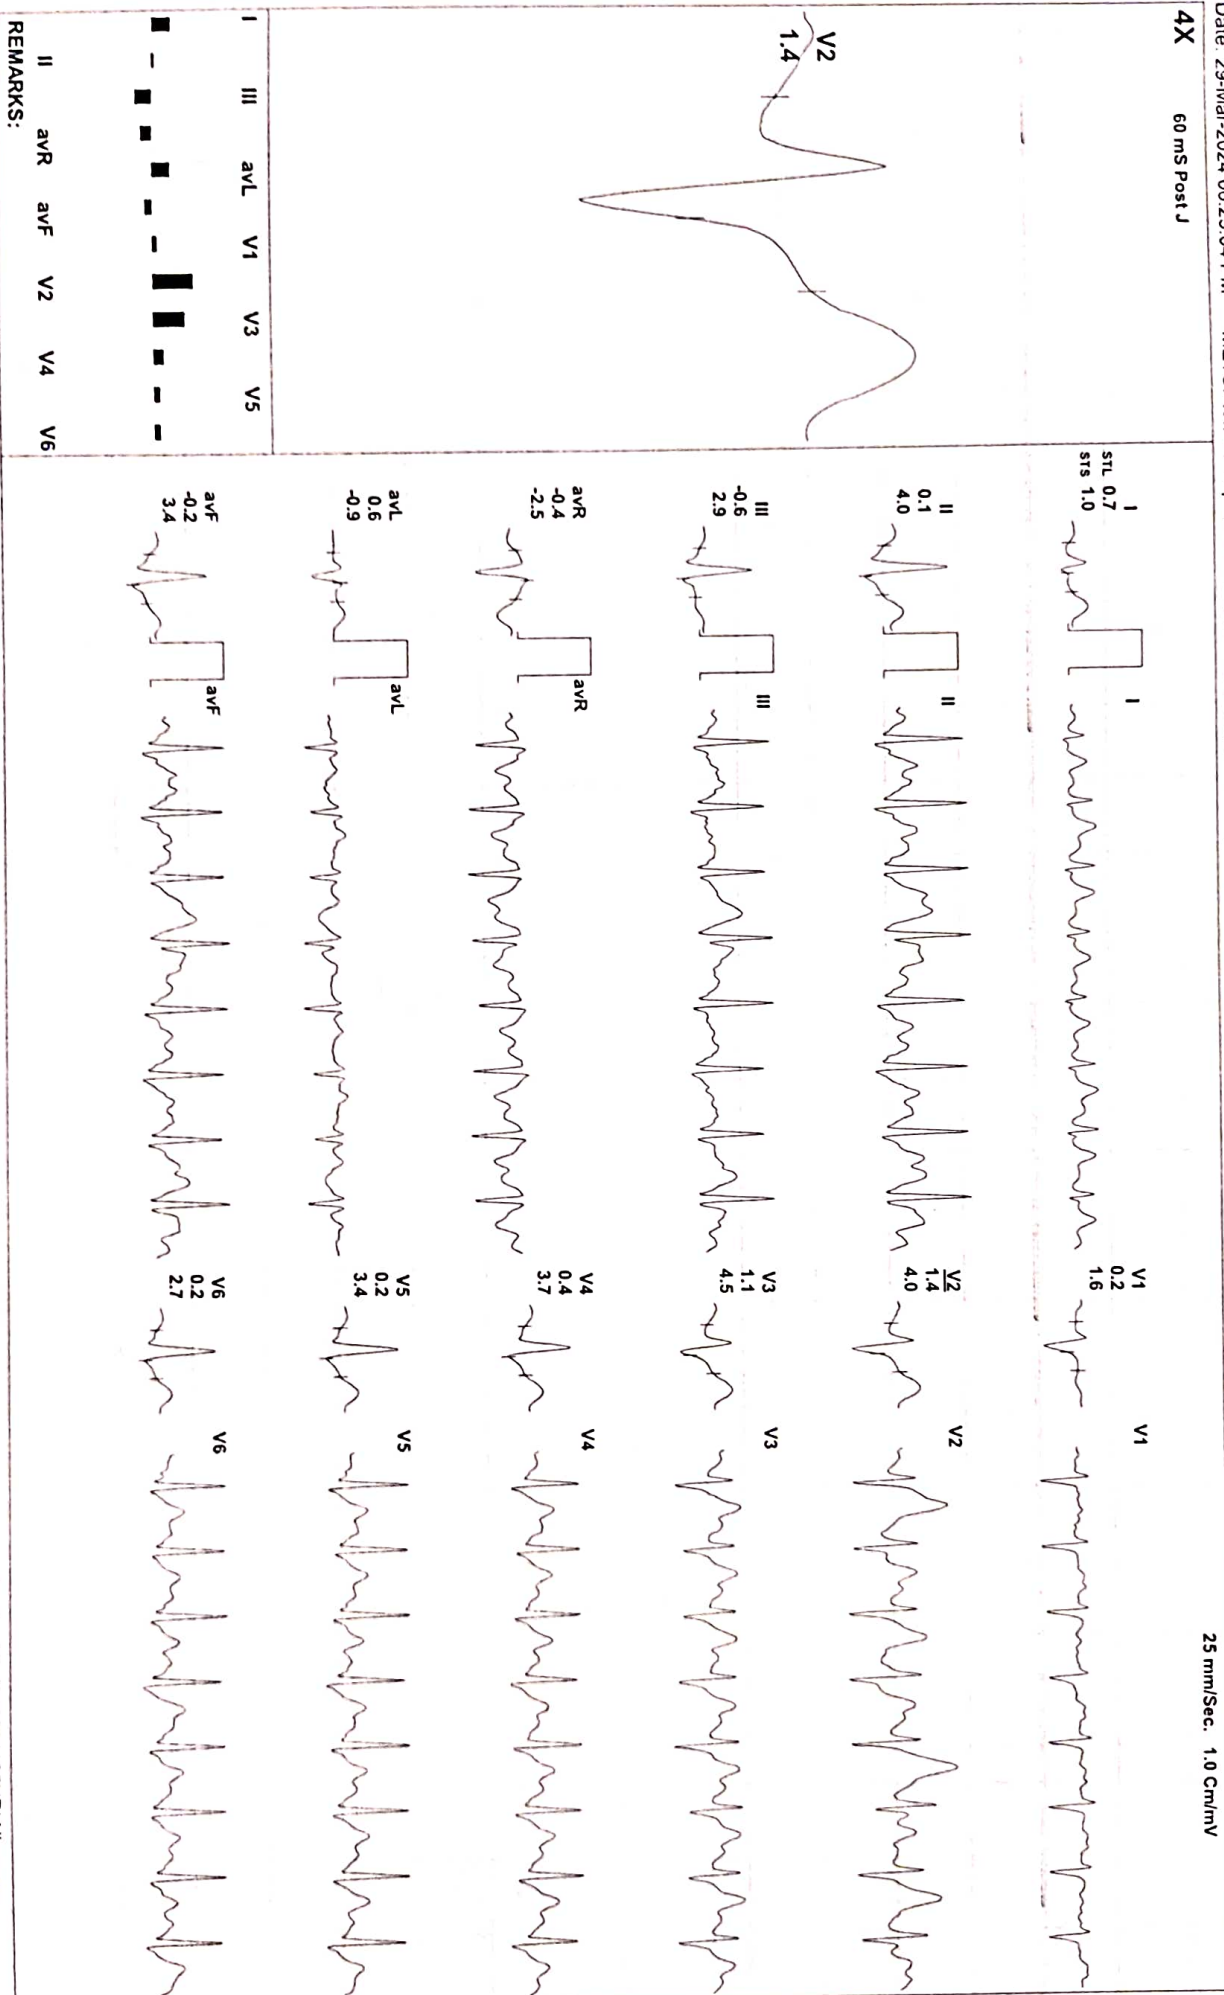 4X
60 mS Post J
25 mm/Sec. 1.0 Cm/mV
V2
1.4
I
STL 0.7
STS 1.0
I
V1
0.2
1.6
V1
II
0.1
4.0
II
V2
1.4
4.0
V2
III
-0.6
2.9
III
V3
1.1
4.5
V3
avR
-0.4
-2.5
avR
V4
0.4
3.7
V4
avL
0.6
-0.9
avL
V5
0.2
3.4
V5
avF
-0.2
3.4
avF
V6
0.2
2.7
V6
I III avL V1 V3 V5
II avR avF V2 V4 V6
REMARKS: